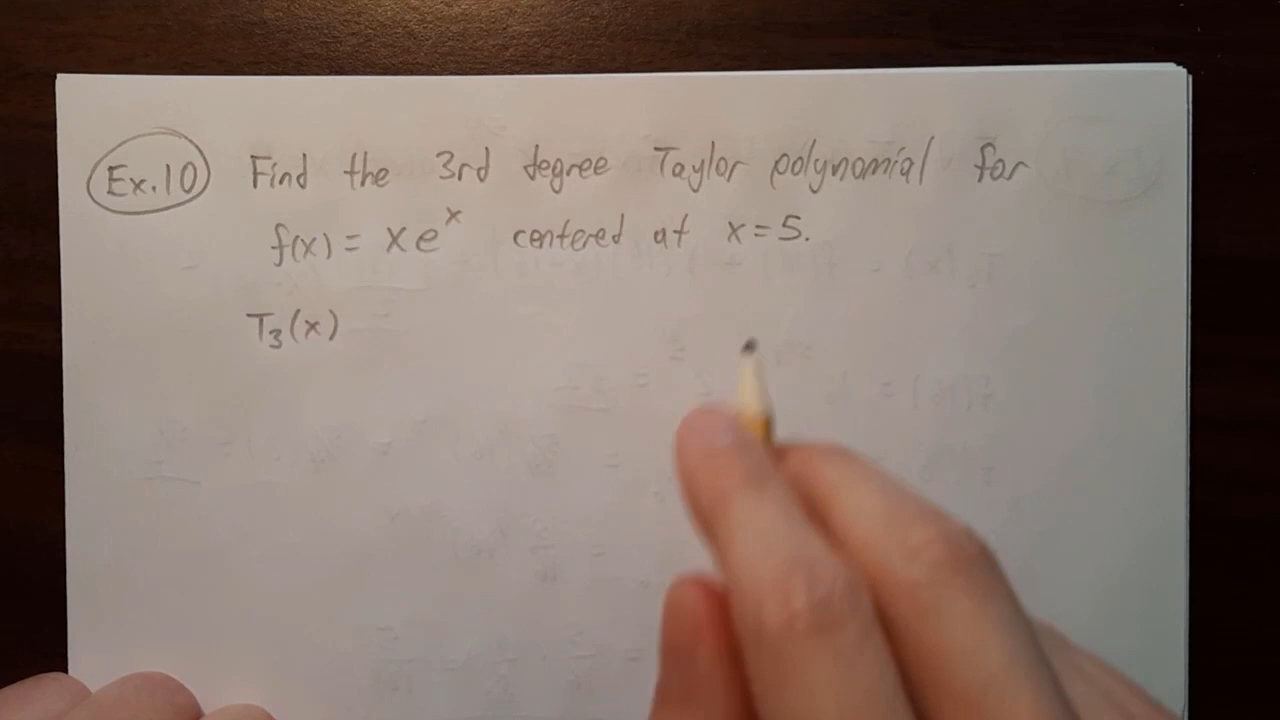 Ex.10 Find the 3rd degree Taylor polynomial for
f(x) = xe^x centered at x=5.
T₃(x)